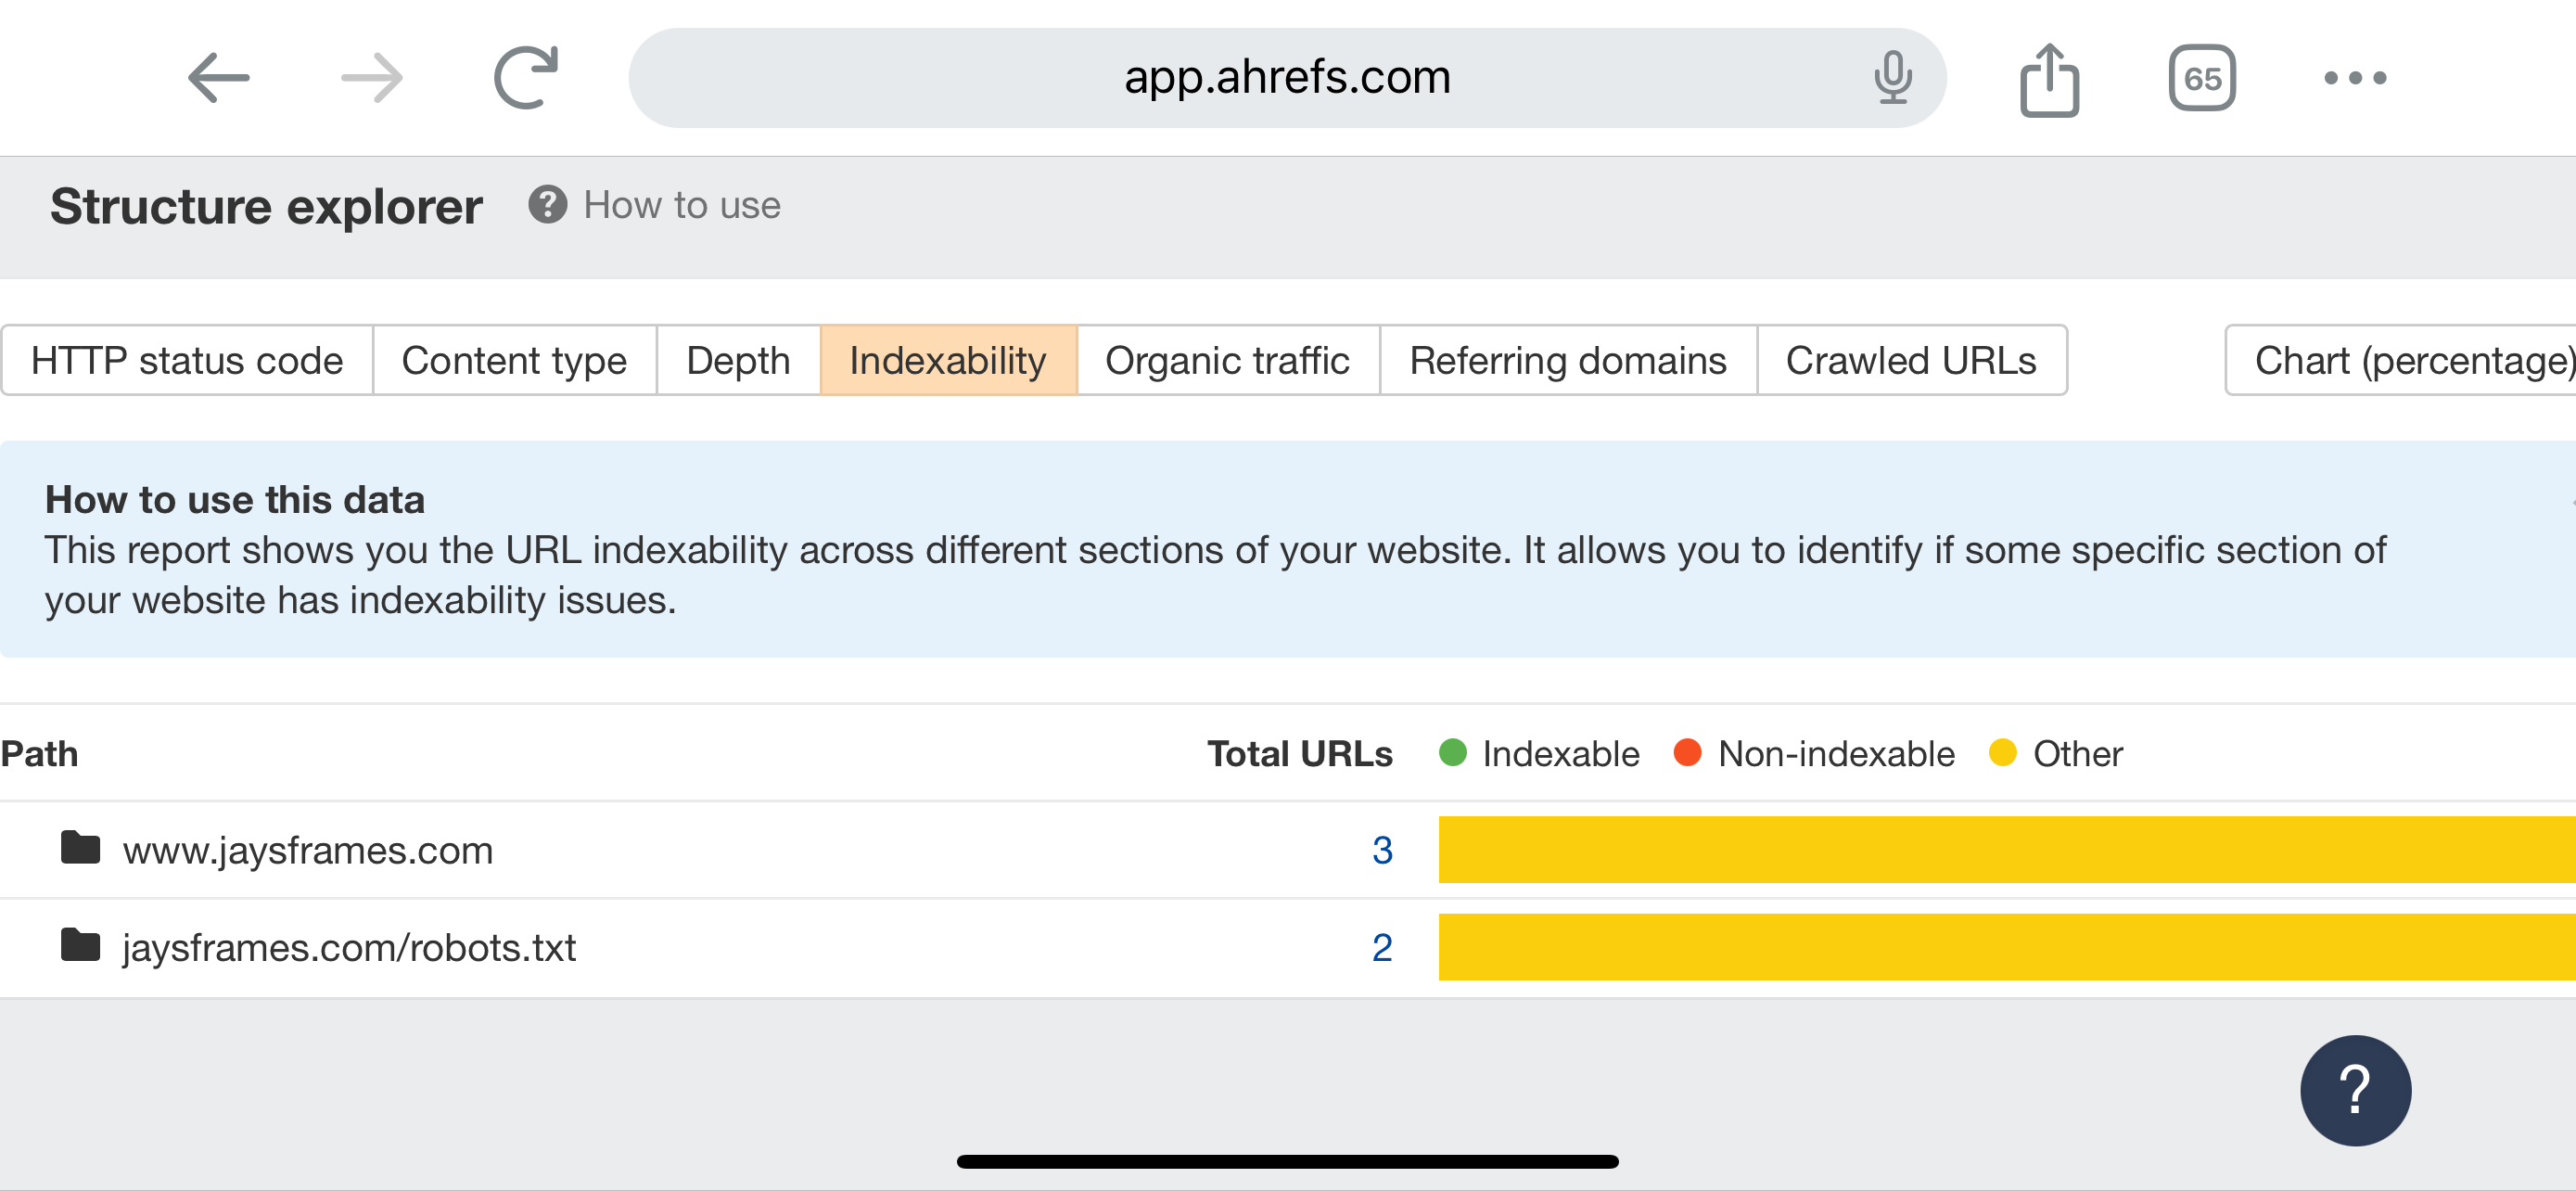 app.ahrefs.com
65
Structure explorer ? How to use
HTTP status code Content type Depth Indexability Organic traffic Referring domains Crawled URLs Chart (percentage)
How to use this data
This report shows you the URL indexability across different sections of your website. It allows you to identify if some specific section of
your website has indexability issues.
Path Total URLs Indexable Non-indexable Other
www.jaysframes.com 3
jaysframes.com/robots.txt 2
?